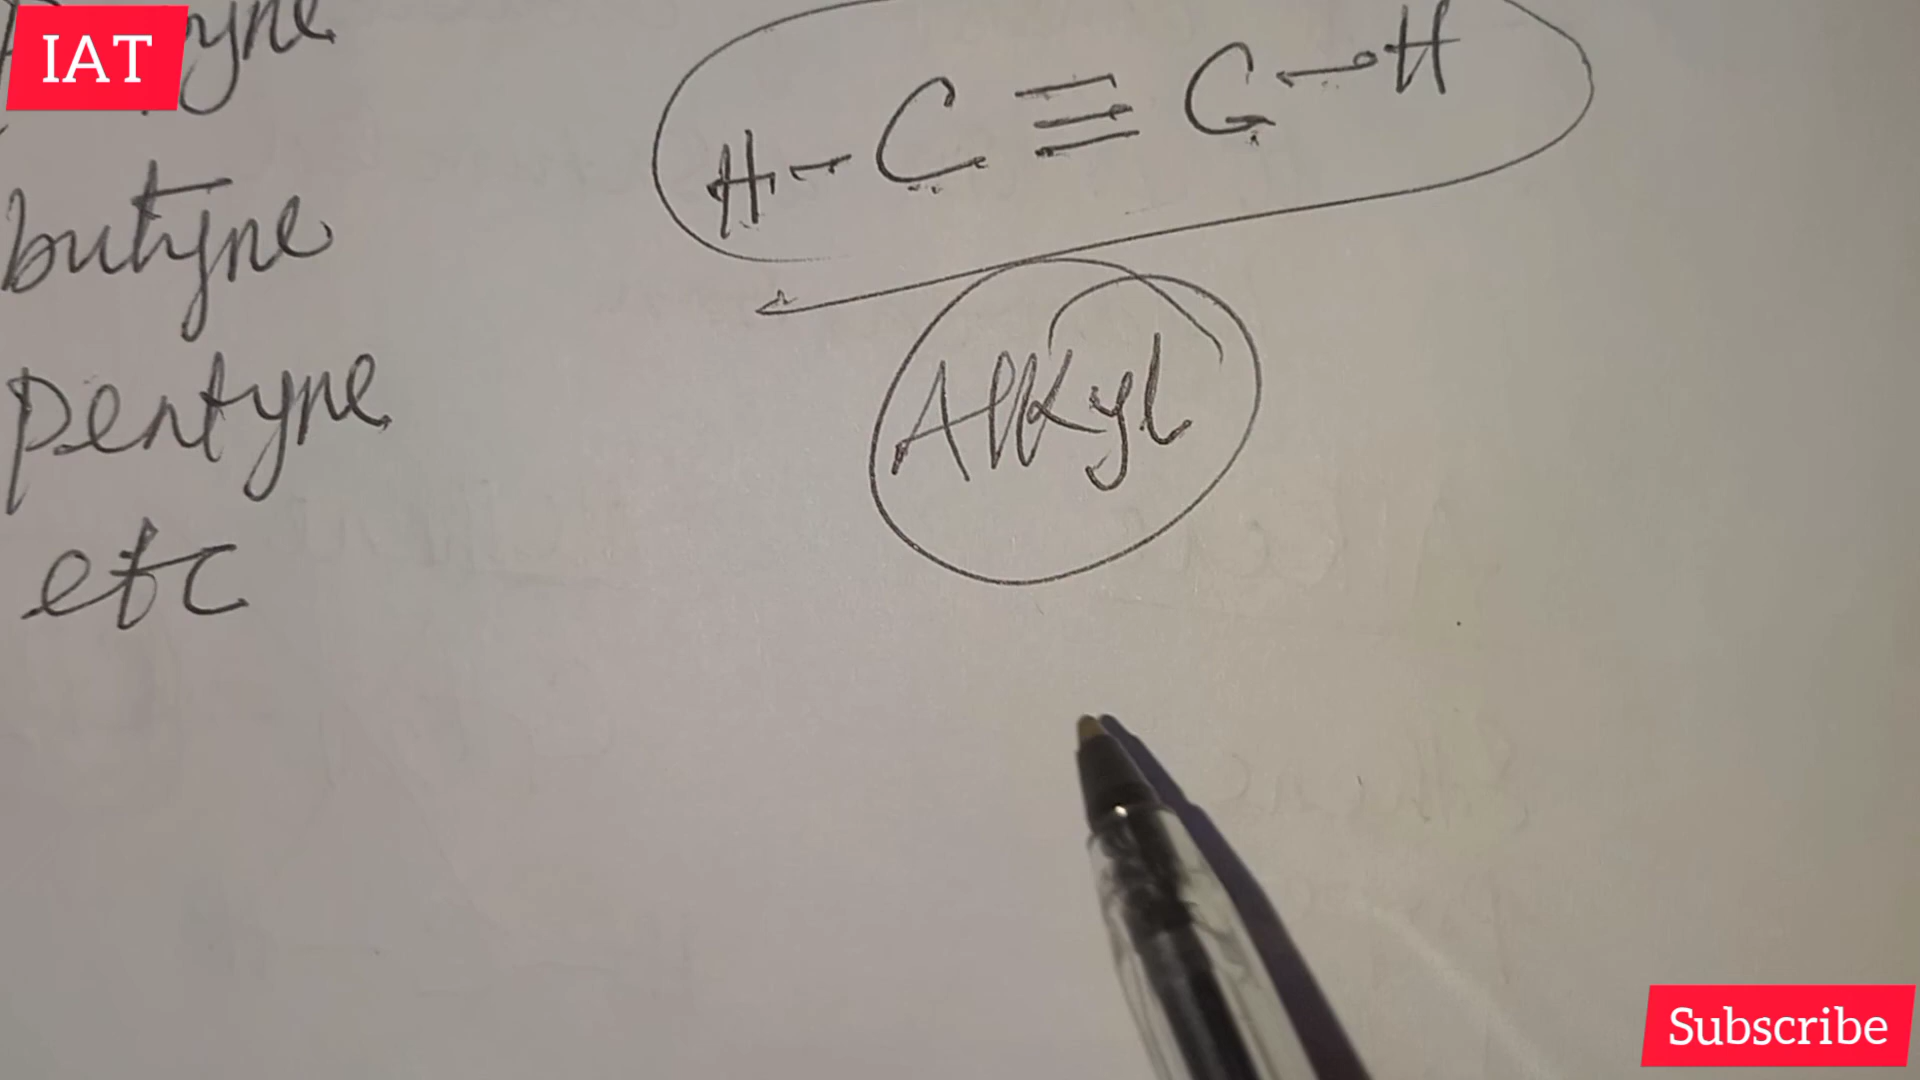 IAT
H-C≡C-H
butyne
pentyne
etc
Alkyl
Subscribe